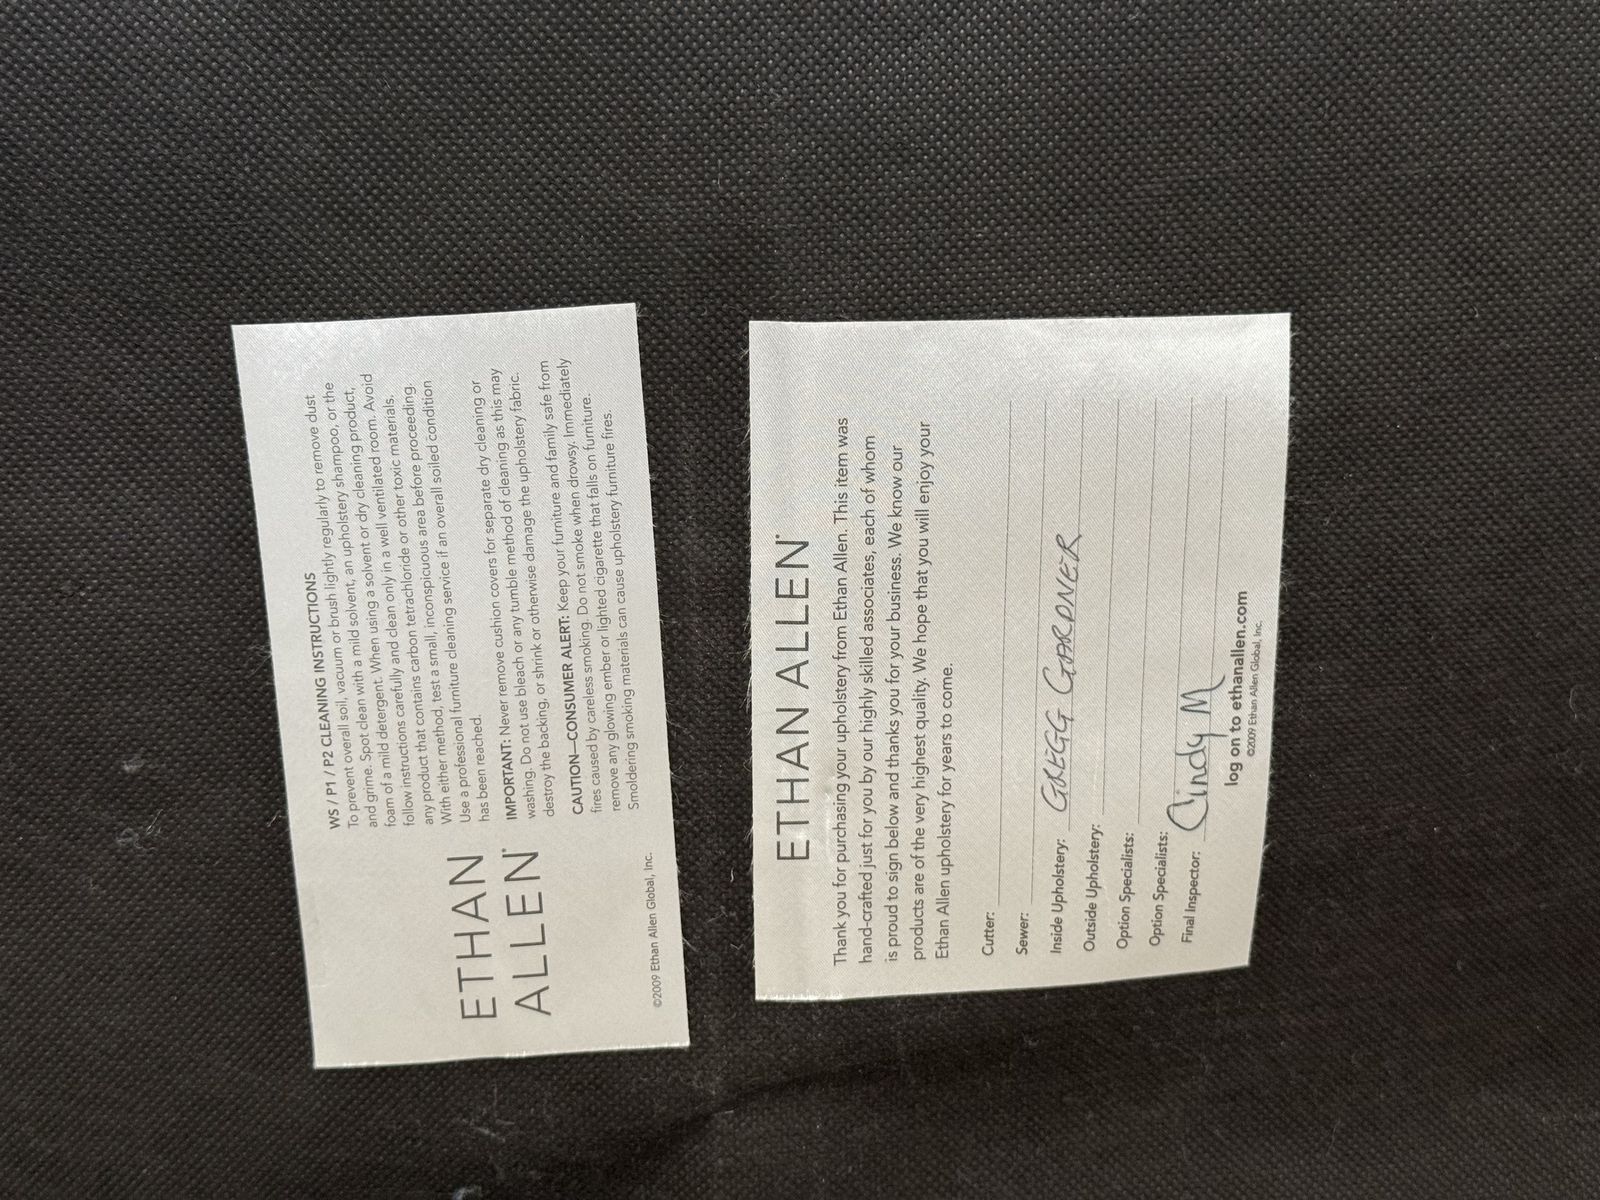 WS / P1 / P2 CLEANING INSTRUCTIONS
To prevent overall soil, vacuum or brush lightly regularly to remove dust
and grime. Spot clean with a mild solvent, an upholstery shampoo, or the
foam of a mild detergent. When using a solvent or dry cleaning product,
follow instructions carefully and clean only in a well ventilated room. Avoid
any product that contains carbon tetrachloride or other toxic materials.
With either method, test a small, inconspicuous area before proceeding.
Use a professional furniture cleaning service if an overall soiled condition
has been reached.
IMPORTANT: Never remove cushion covers for separate dry cleaning or
washing. Do not use bleach or any tumble method of cleaning as this may
destroy the backing, or shrink or otherwise damage the upholstery fabric.
CAUTION—CONSUMER ALERT: Keep your furniture and family safe from
fires caused by careless smoking. Do not smoke when drowsy. Immediately
remove any glowing ember or lighted cigarette that falls on furniture.
Smoldering smoking materials can cause upholstery furniture fires.
ETHAN
ALLEN®
©2009 Ethan Allen Global, Inc.
ETHAN ALLEN®
Thank you for purchasing your upholstery from Ethan Allen. This item was
hand-crafted just for you by our highly skilled associates, each of whom
is proud to sign below and thanks you for your business. We know our
products are of the very highest quality. We hope that you will enjoy your
Ethan Allen upholstery for years to come.
Cutter:
Sewer:
Inside Upholstery: GREGG GARDNER
Outside Upholstery:
Option Specialists:
Option Specialists:
Final Inspector: Cindy M
log on to ethanallen.com
©2009 Ethan Allen Global, Inc.